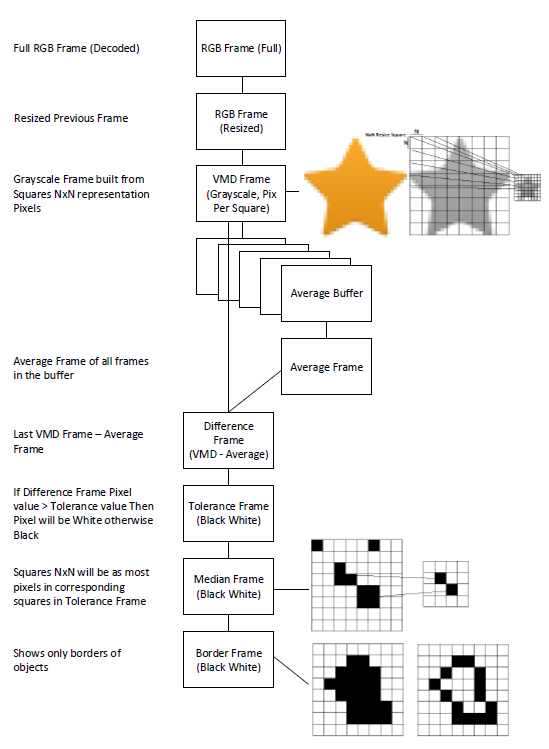 Full RGB Frame (Decoded)
RGB Frame (Full)
Resized Previous Frame
RGB Frame
(Resized)
Grayscale Frame built from
Squares NxN representation
Pixels
VMD Frame
(Grayscale, Pix
Per Square)
NxN Resize Square
N
N
Average Buffer
Average Frame of all frames
in the buffer
Average Frame
Last VMD Frame – Average
Frame
Difference
Frame
(VMD - Average)
If Difference Frame Pixel
value > Tolerance value Then
Pixel will be White otherwise
Black
Tolerance Frame
(Black White)
Squares NxN will be as most
pixels in corresponding
squares in Tolerance Frame
Median Frame
(Black White)
Shows only borders of
objects
Border Frame
(Black White)